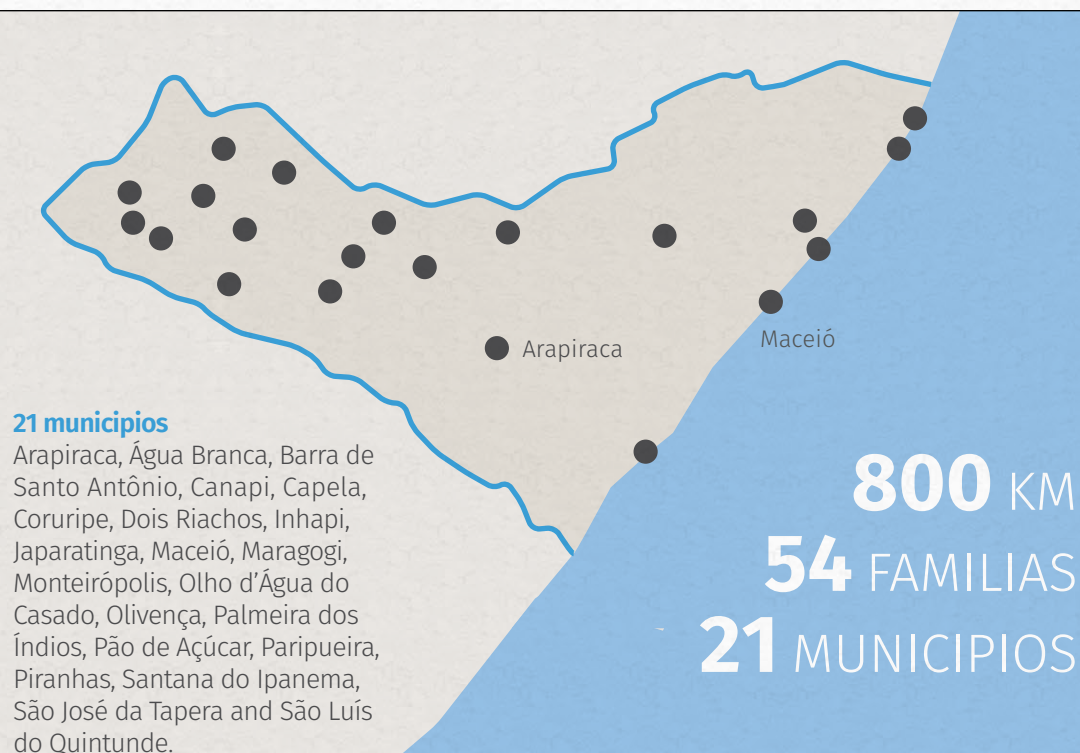 Arapiraca
Maceió
21 municipios
Arapiraca, Água Branca, Barra de
Santo Antônio, Canapi, Capela,
Coruripe, Dois Riachos, Inhapi,
Japaratinga, Maceió, Maragogi,
Monteirópolis, Olho d’Água do
Casado, Olivença, Palmeira dos
Índios, Pão de Açúcar, Paripueira,
Piranhas, Santana do Ipanema,
São José da Tapera and São Luís
do Quintunde.
800 KM
54 FAMILIAS
21 MUNICIPIOS